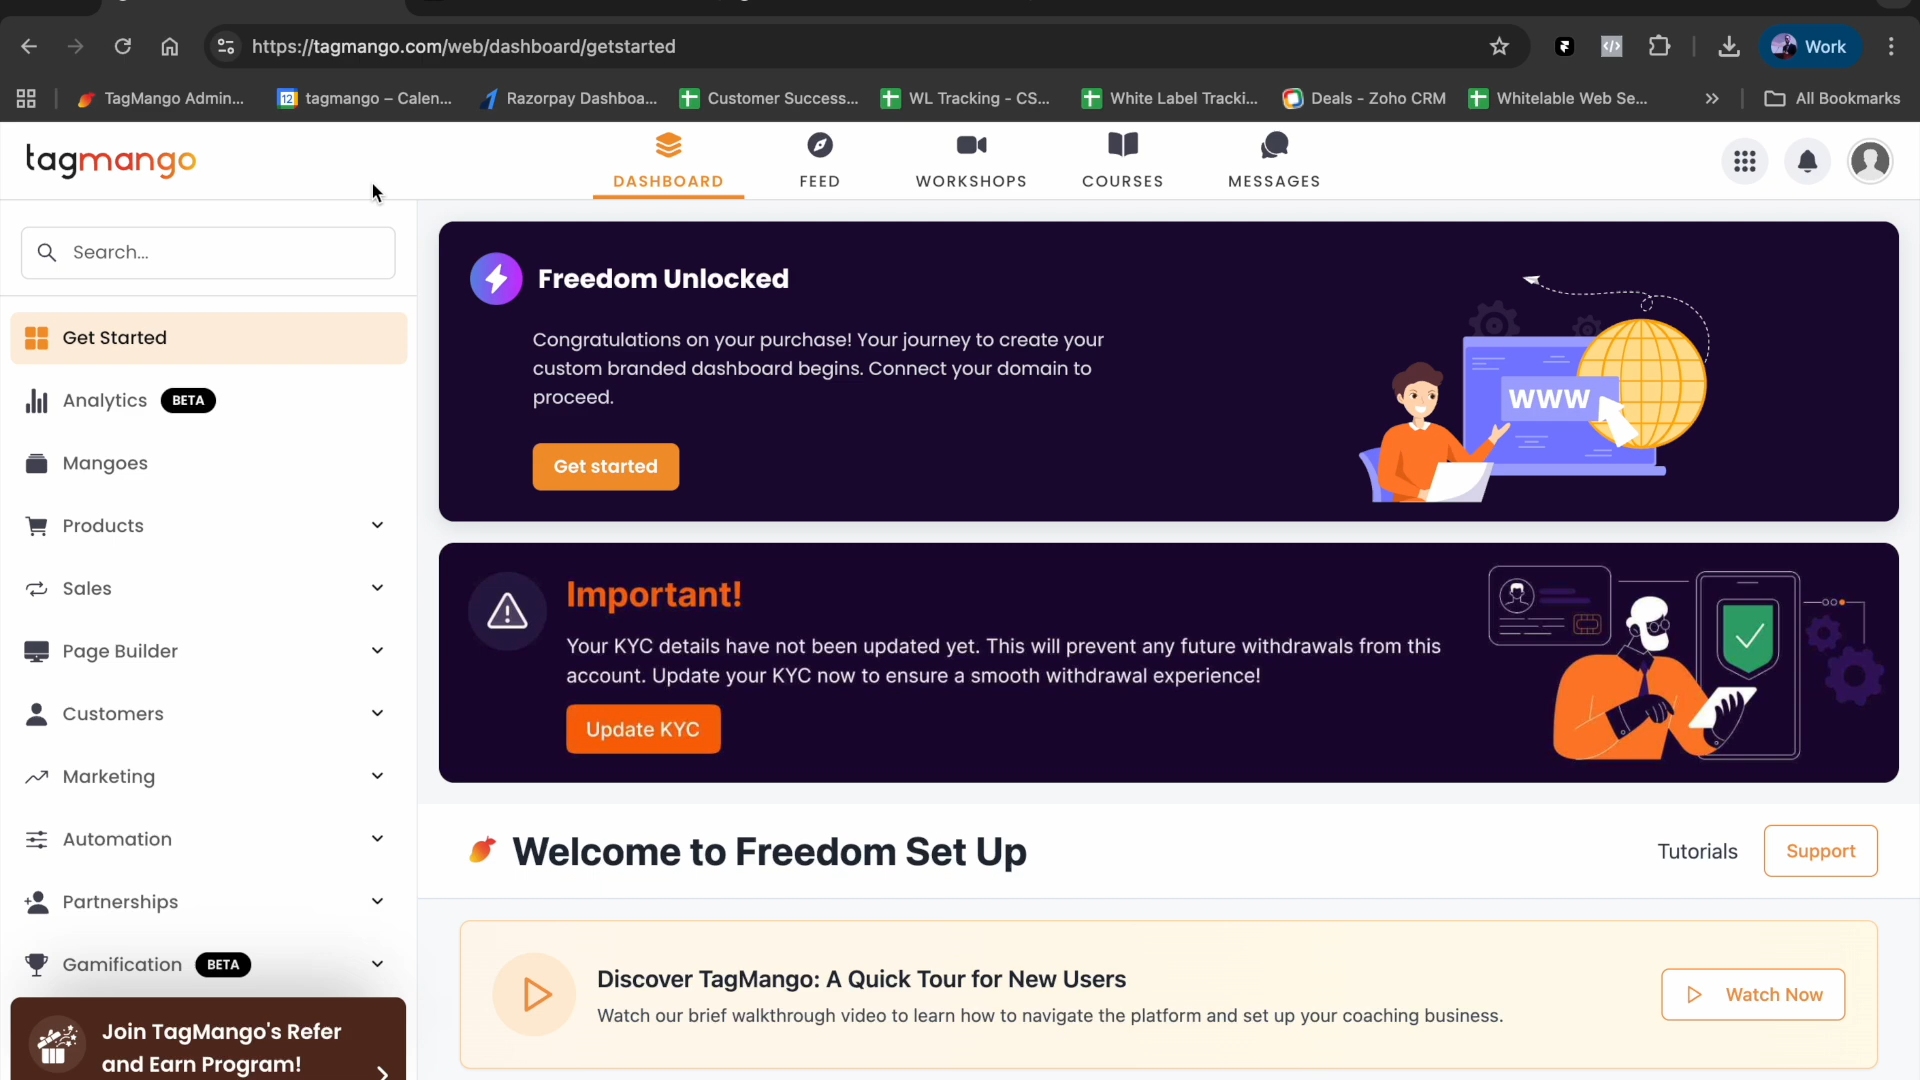 https://tagmango.com/web/dashboard/getstarted
Work
TagMango Admin...
12
tagmango – Calen...
Razorpay Dashboa...
Customer Success...
WL Tracking - CS...
White Label Tracki...
Deals - Zoho CRM
Whitelable Web Se...
All Bookmarks
tagmango
DASHBOARD
FEED
WORKSHOPS
COURSES
MESSAGES
Search...
Get Started
Analytics BETA
Mangoes
Products
Sales
Page Builder
Customers
Marketing
Automation
Partnerships
Gamification BETA
Join TagMango's Refer
and Earn Program!
Freedom Unlocked
Congratulations on your purchase! Your journey to create your
custom branded dashboard begins. Connect your domain to
proceed.
Get started
WWW
Important!
Your KYC details have not been updated yet. This will prevent any future withdrawals from this
account. Update your KYC now to ensure a smooth withdrawal experience!
Update KYC
Welcome to Freedom Set Up
Tutorials
Support
Discover TagMango: A Quick Tour for New Users
Watch our brief walkthrough video to learn how to navigate the platform and set up your coaching business.
Watch Now